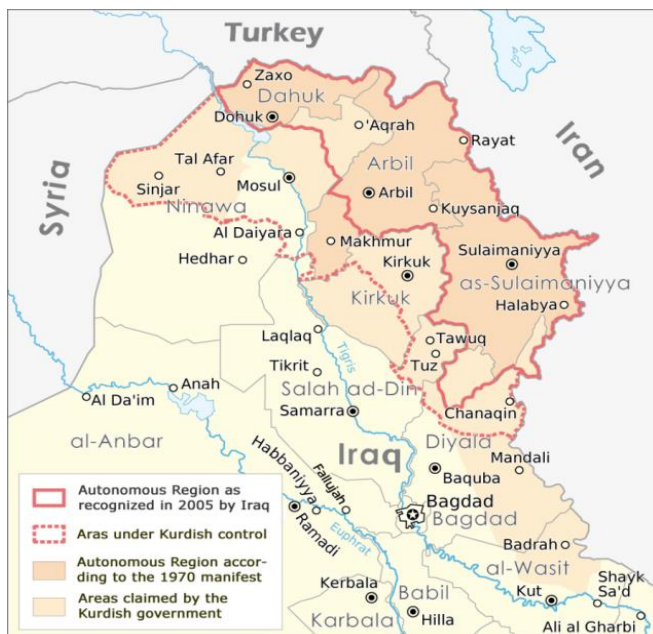 Turkey
Zaxo
Dahuk
Dohuk
'Aqrah
Rayat
Iran
Arbil
Tal Afar
Mosul
Sinjar
Arbil
Kuysanjaq
Ninawa
Syria
Al Daiyara
Makhmur
Sulaimaniyya
Hedhar
Kirkuk
as-Sulaimaniyya
Kirkuk
Halabya
Laqlaq
Tawuq
Tigris
Tuz
Tikrit
Salah ad-Din
Anah
Al Da'im
Samarra
Chanaqin
al-Anbar
Diyala
Iraq
Mandali
Habbaniyya
Fallujah
Baquba
Bagdad
Bagdad
Ramadi
Euphrat
Badrah
al-Wasit
Kerbala
Babil
Kut
Shayk
Sa'd
Karbala
Hilla
Ali al Gharbi
Autonomous Region as
recognized in 2005 by Iraq
Aras under Kurdish control
Autonomous Region accor-
ding to the 1970 manifest
Areas claimed by the
Kurdish government